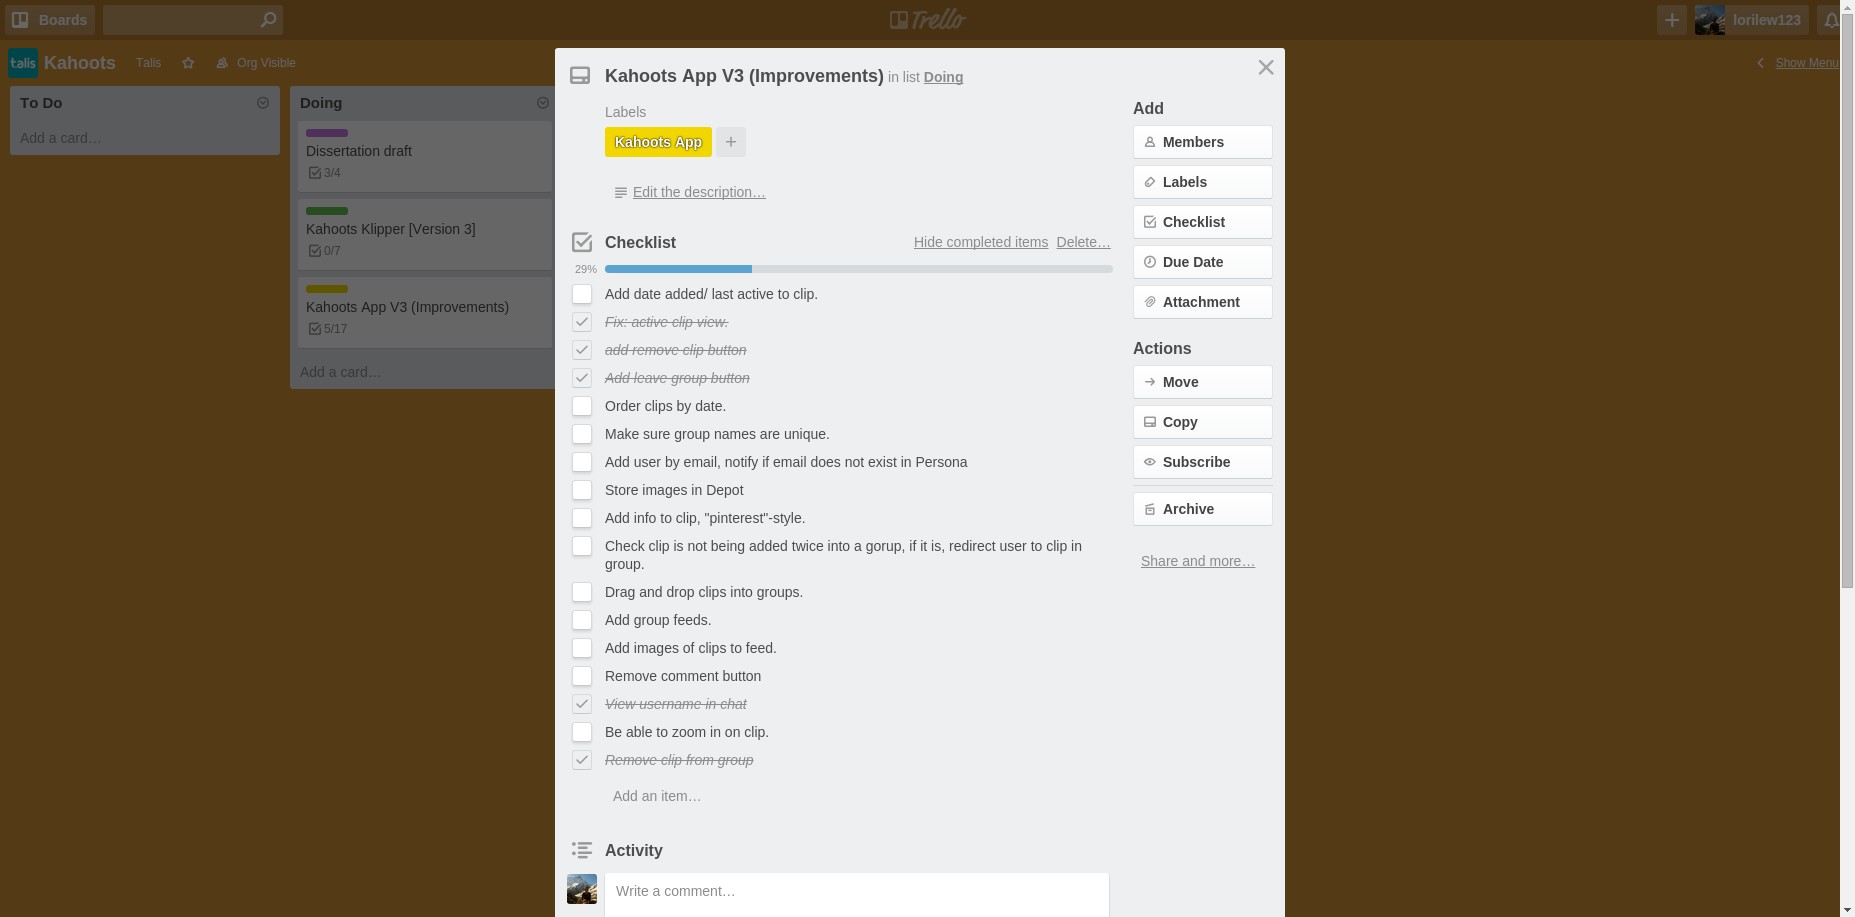 Boards
Trello
lorilew123
talis
Kahoots
Talis
Org Visible
Show Menu
To Do
Add a card…
Doing
Dissertation draft
3/4
Kahoots Klipper [Version 3]
0/7
Kahoots App V3 (Improvements)
5/17
Add a card…
Kahoots App V3 (Improvements) in list Doing
Labels
Kahoots App
Edit the description…
Checklist
Hide completed items Delete…
29%
Add date added/ last active to clip.
Fix: active clip view.
add remove clip button
Add leave group button
Order clips by date.
Make sure group names are unique.
Add user by email, notify if email does not exist in Persona
Store images in Depot
Add info to clip, "pinterest"-style.
Check clip is not being added twice into a gorup, if it is, redirect user to clip in
group.
Drag and drop clips into groups.
Add group feeds.
Add images of clips to feed.
Remove comment button
View username in chat
Be able to zoom in on clip.
Remove clip from group
Add an item…
Activity
Write a comment…
Add
Members
Labels
Checklist
Due Date
Attachment
Actions
Move
Copy
Subscribe
Archive
Share and more…